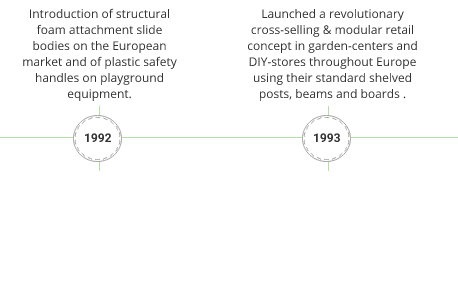 Introduction of structural
foam attachment slide
bodies on the European
market and of plastic safety
handles on playground
equipment.
1992
Launched a revolutionary
cross-selling & modular retail
concept in garden-centers and
DIY-stores throughout Europe
using their standard shelved
posts, beams and boards .
1993